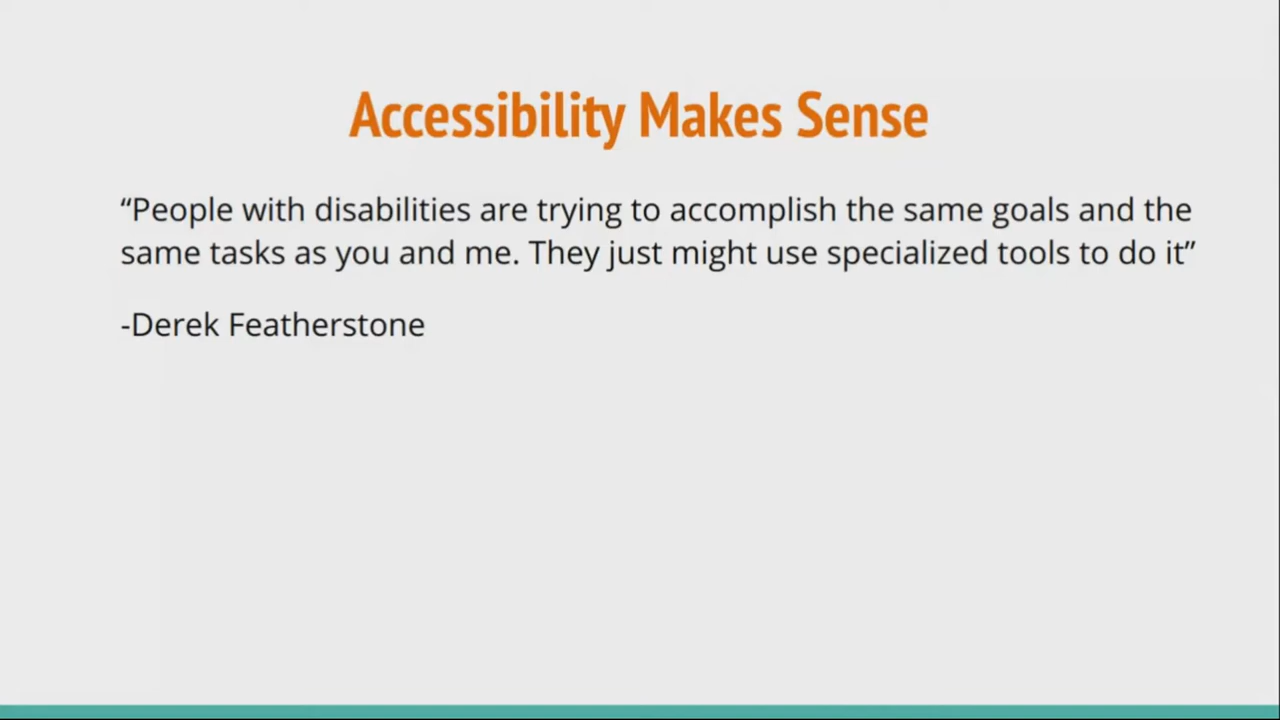 Accessibility Makes Sense
“People with disabilities are trying to accomplish the same goals and the
same tasks as you and me. They just might use specialized tools to do it”
-Derek Featherstone